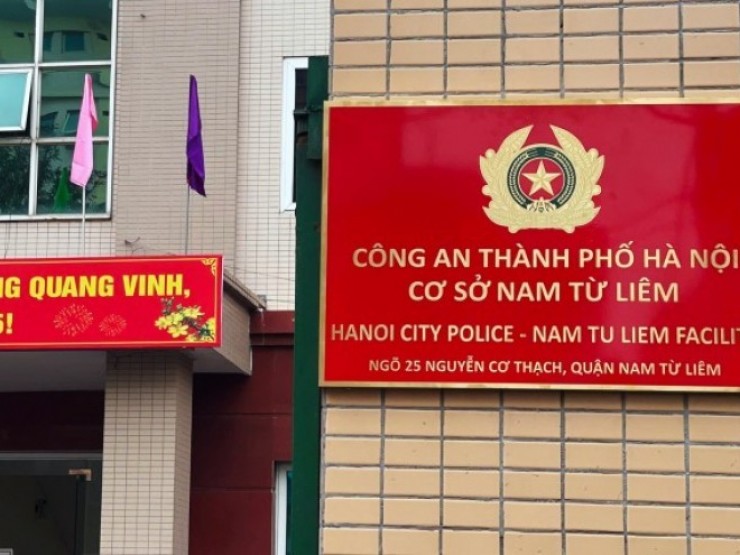 NG QUANG VINH,
5!
CÔNG AN THÀNH PHỐ HÀ NỘI
CƠ SỞ NAM TỪ LIÊM
HANOI CITY POLICE - NAM TU LIEM FACILIT
NGÕ 25 NGUYỄN CƠ THẠCH, QUẬN NAM TỪ LIÊM